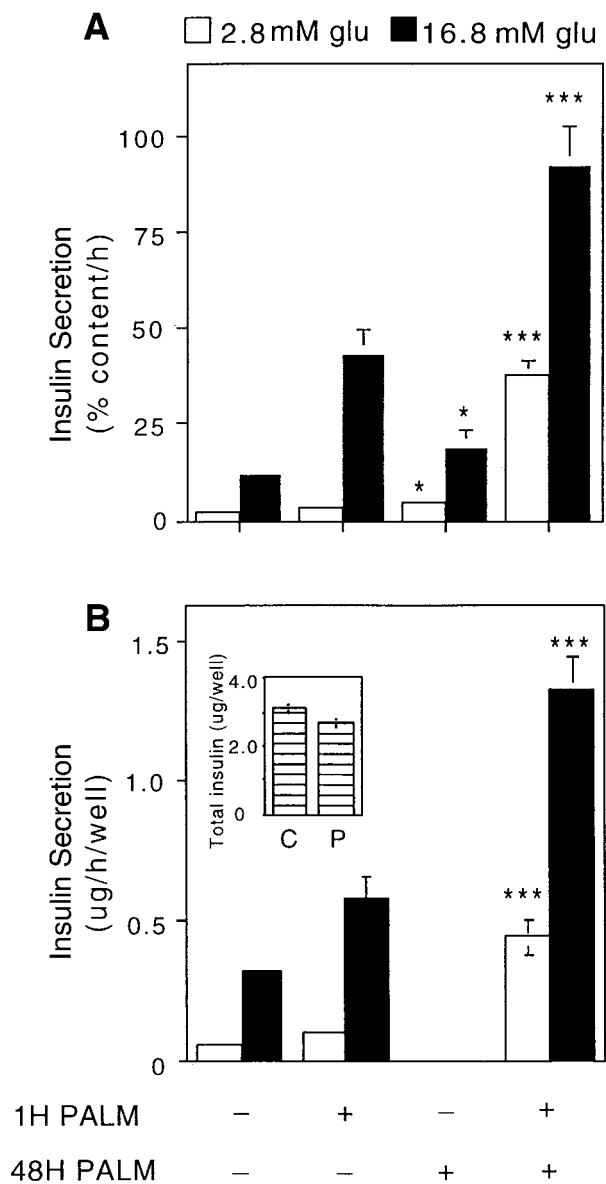 A
2.8 mM glu 16.8 mM glu
***
100
75
50
25
0
Insulin Secretion
(% content/h)
***
*
*
B
1.5
1.0
0.5
0
Insulin Secretion
(ug/h/well)
4.0
2.0
0
Total insulin (ug/well)
C P
***
***
1H PALM − + − +
48H PALM − − + +